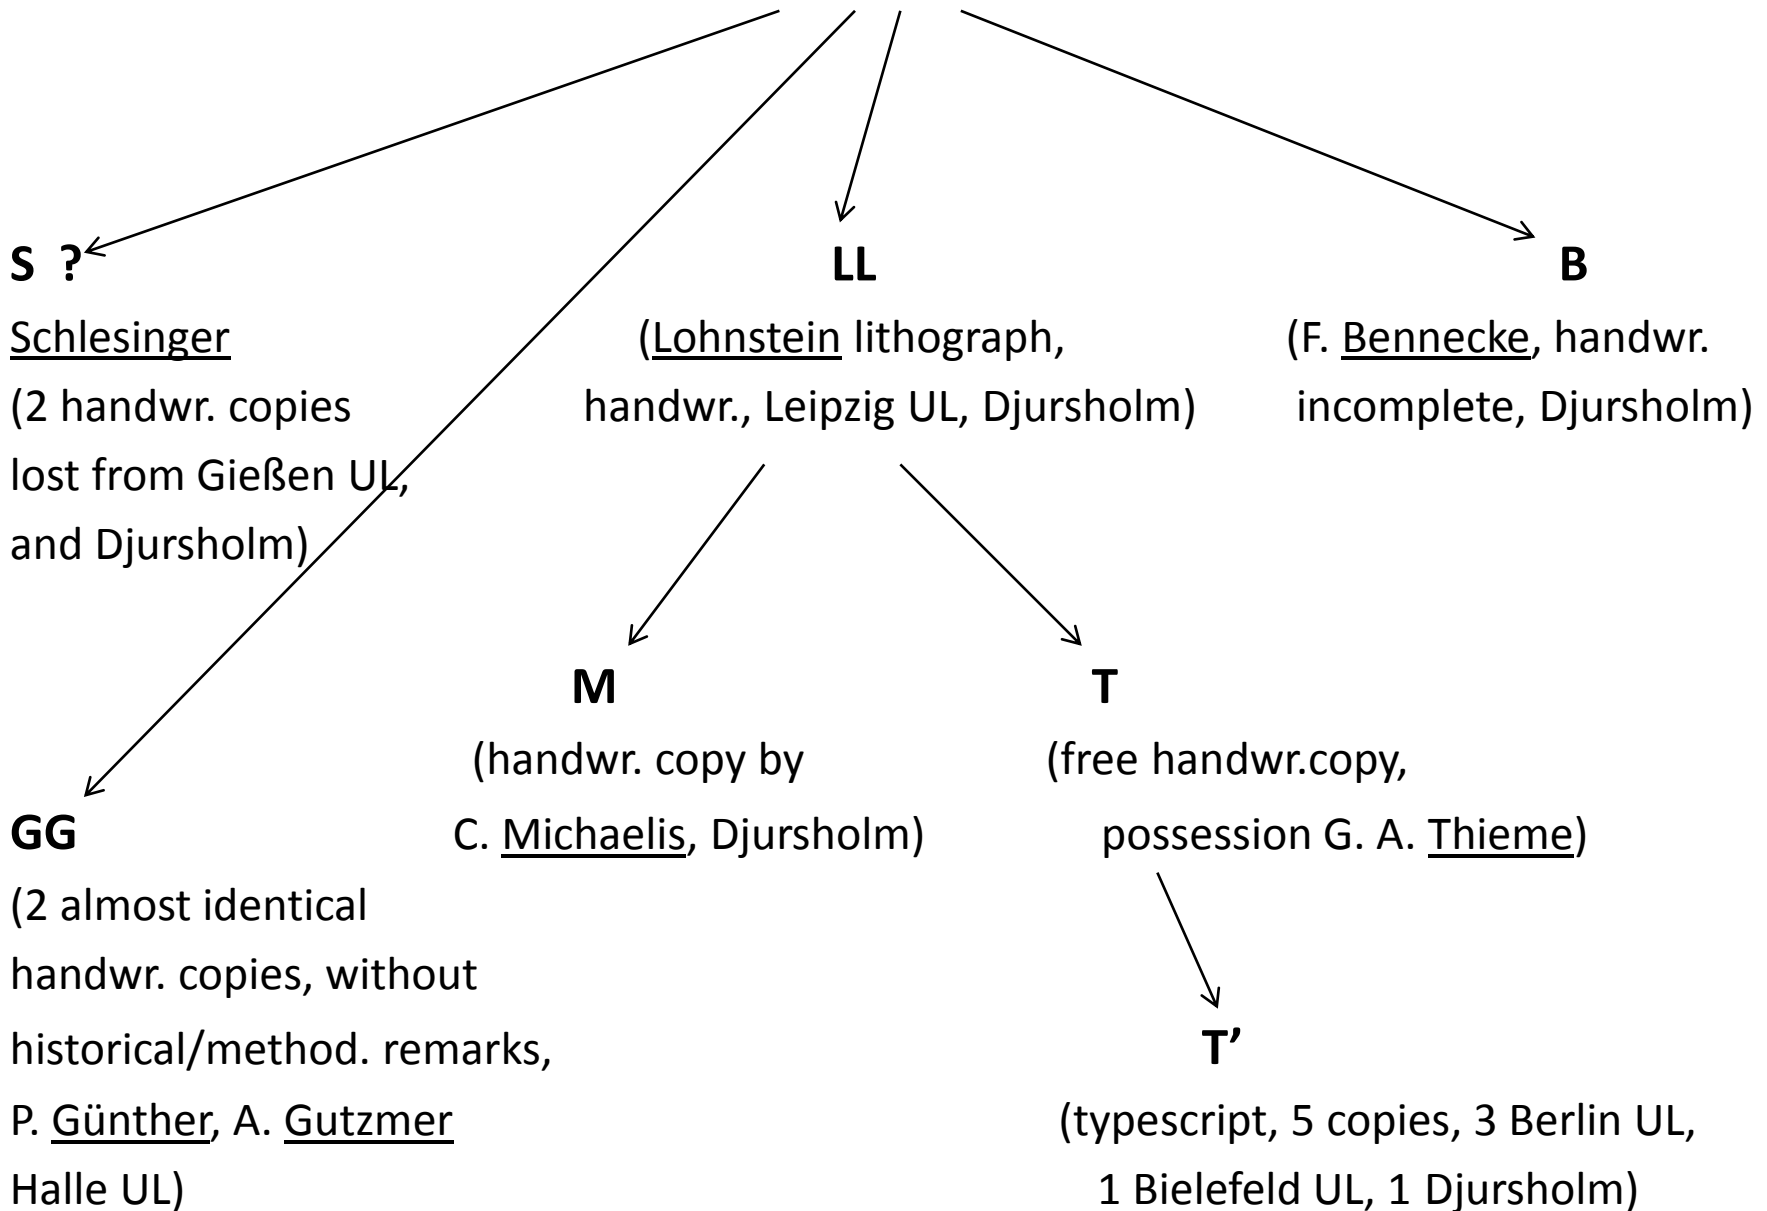 S ?
Schlesinger
(2 handwr. copies
lost from Gießen UL,
and Djursholm)
LL
(Lohnstein lithograph,
handwr., Leipzig UL, Djursholm)
B
(F. Bennecke, handwr.
incomplete, Djursholm)
M
(handwr. copy by
C. Michaelis, Djursholm)
T
(free handwr.copy,
possession G. A. Thieme)
GG
(2 almost identical
handwr. copies, without
historical/method. remarks,
P. Günther, A. Gutzmer
Halle UL)
T’
(typescript, 5 copies, 3 Berlin UL,
1 Bielefeld UL, 1 Djursholm)